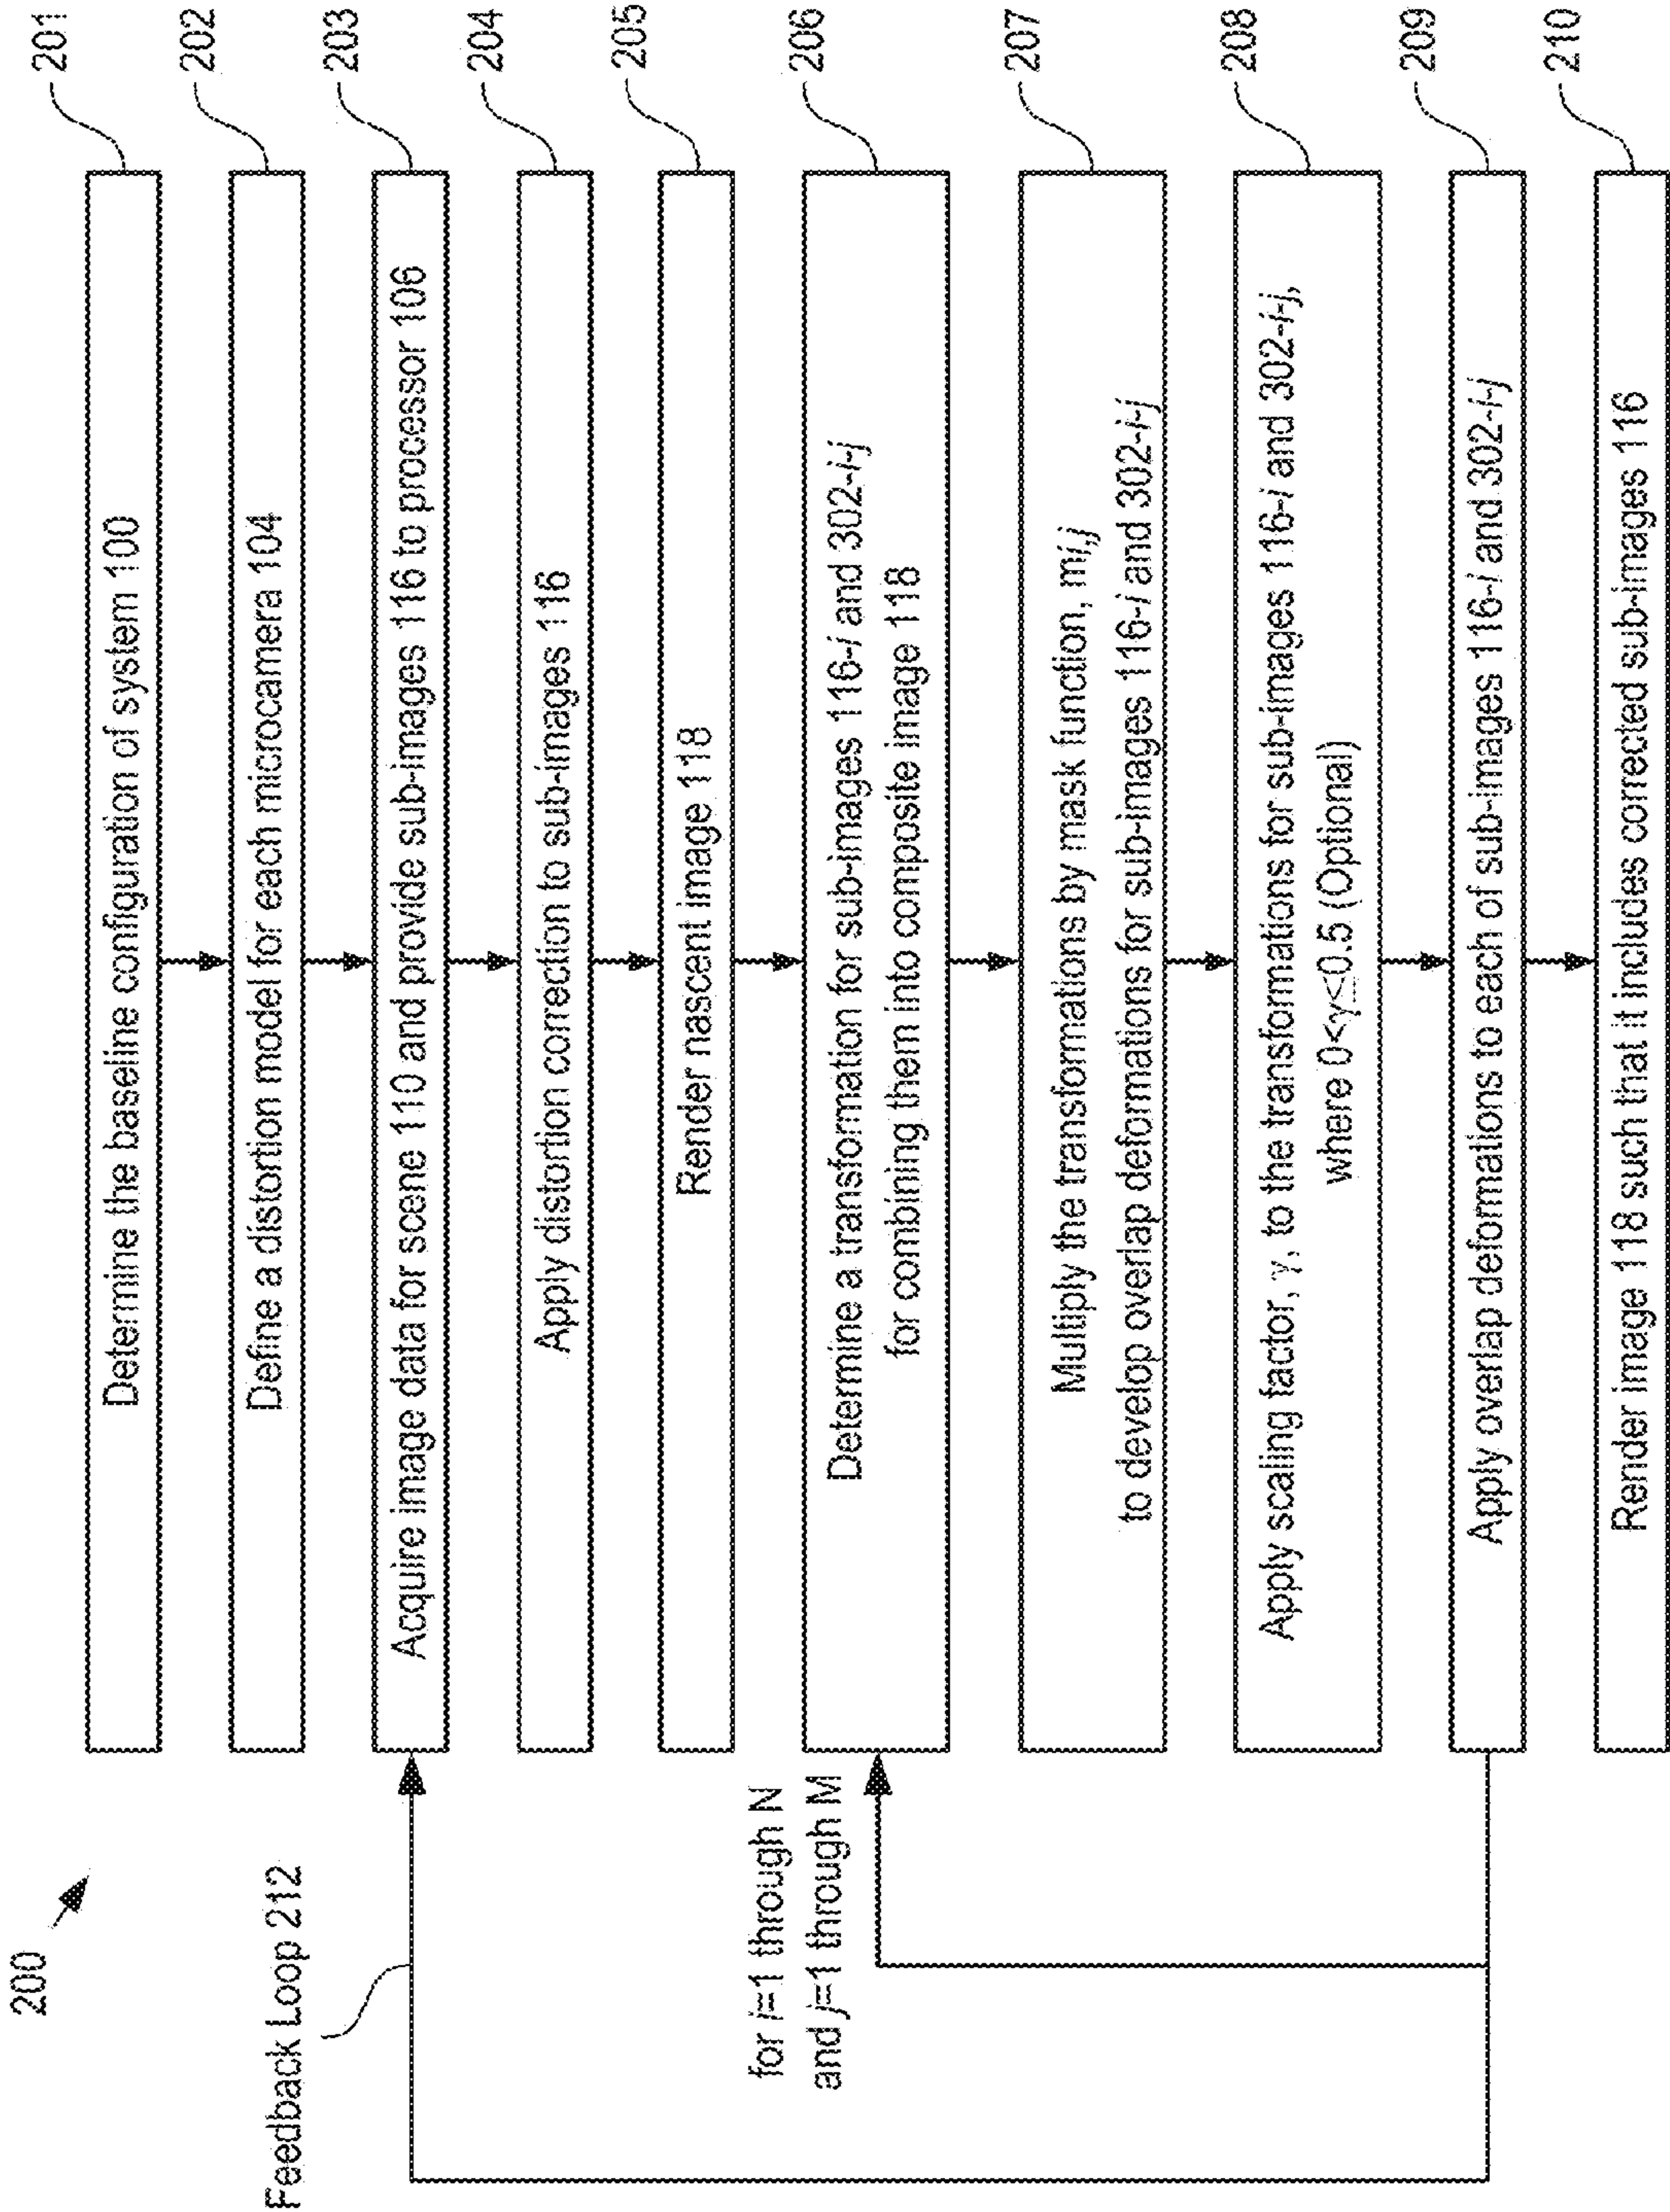 200
Feedback Loop 212
for i=1 through N
and j=1 through M
Determine the baseline configuration of system 100
201
Define a distortion model for each microcamera 104
202
Acquire image data for scene 110 and provide sub-images 116 to processor 106
203
Apply distortion correction to sub-images 116
204
Render nascent image 118
205
Determine a transformation for sub-images 116-i and 302-i-j
for combining them into composite image 118
206
Multiply the transformations by mask function, mi,j
to develop overlap deformations for sub-images 116-i and 302-i-j
207
Apply scaling factor, γ, to the transformations for sub-images 116-i and 302-i-j,
where 0<γ≤0.5 (Optional)
208
Apply overlap deformations to each of sub-images 116-i and 302-i-j
209
Render image 118 such that it includes corrected sub-images 116
210